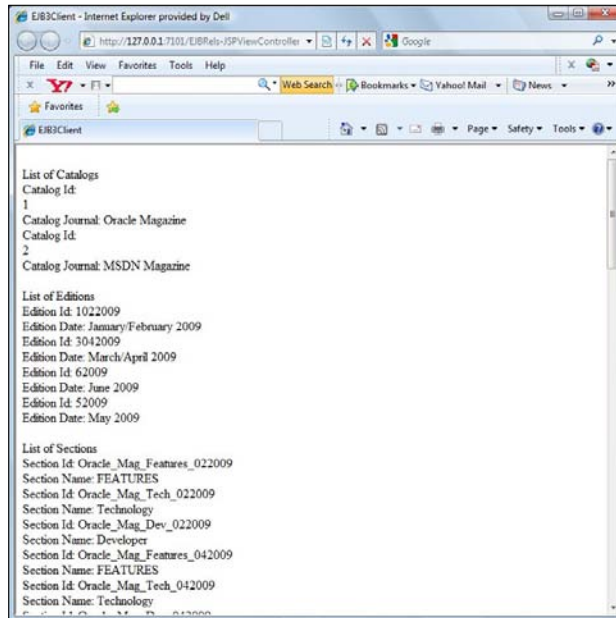 EJB3Client - Internet Explorer provided by Dell
http://127.0.0.1:7101/EJBRels-JSPViewController
Google
File Edit View Favorites Tools Help
Y! Web Search Bookmarks Yahoo! Mail News
Favorites
EJB3Client Page Safety Tools
List of Catalogs
Catalog Id:
1
Catalog Journal: Oracle Magazine
Catalog Id:
2
Catalog Journal: MSDN Magazine
List of Editions
Edition Id: 1022009
Edition Date: January/February 2009
Edition Id: 3042009
Edition Date: March/April 2009
Edition Id: 62009
Edition Date: June 2009
Edition Id: 52009
Edition Date: May 2009
List of Sections
Section Id: Oracle_Mag_Features_022009
Section Name: FEATURES
Section Id: Oracle_Mag_Tech_022009
Section Name: Technology
Section Id: Oracle_Mag_Dev_022009
Section Name: Developer
Section Id: Oracle_Mag_Features_042009
Section Name: FEATURES
Section Id: Oracle_Mag_Tech_042009
Section Name: Technology